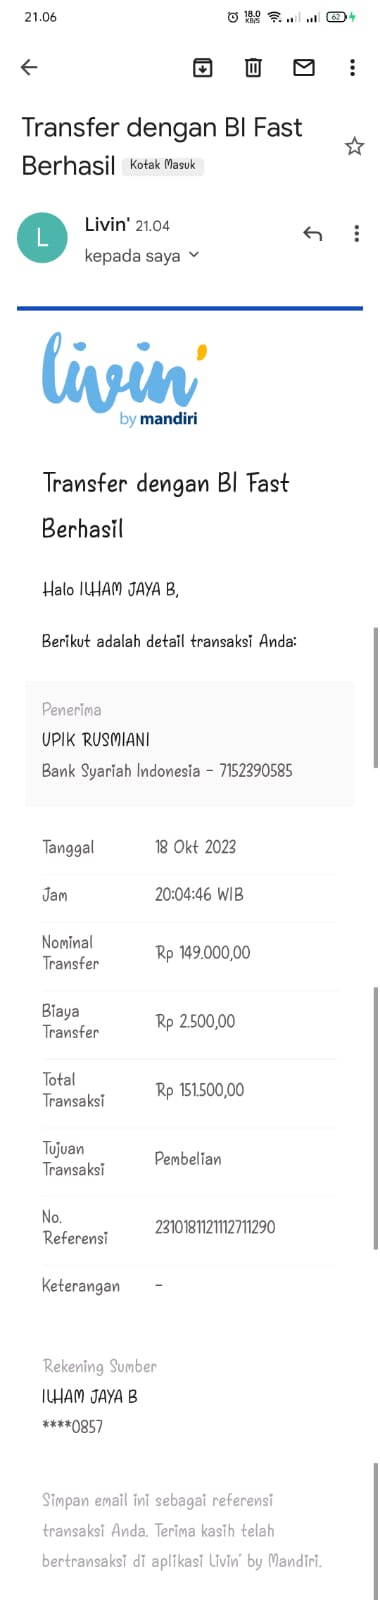 21.06
18.0
KB/S
62
Transfer dengan BI Fast
Berhasil Kotak Masuk
L
Livin' 21.04
kepada saya
livin'
by mandiri
Transfer dengan BI Fast
Berhasil
Halo ILHAM JAYA B,
Berikut adalah detail transaksi Anda:
Penerima
UPIK RUSMIANI
Bank Syariah Indonesia - 7152390585
Tanggal 18 Okt 2023
Jam 20:04:46 WIB
Nominal
Transfer Rp 149.000,00
Biaya
Transfer Rp 2.500,00
Total
Transaksi Rp 151.500,00
Tujuan
Transaksi Pembelian
No.
Referensi 2310181121112711290
Keterangan -
Rekening Sumber
ILHAM JAYA B
****0857
Simpan email ini sebagai referensi
transaksi Anda. Terima kasih telah
bertransaksi di aplikasi Livin' by Mandiri.